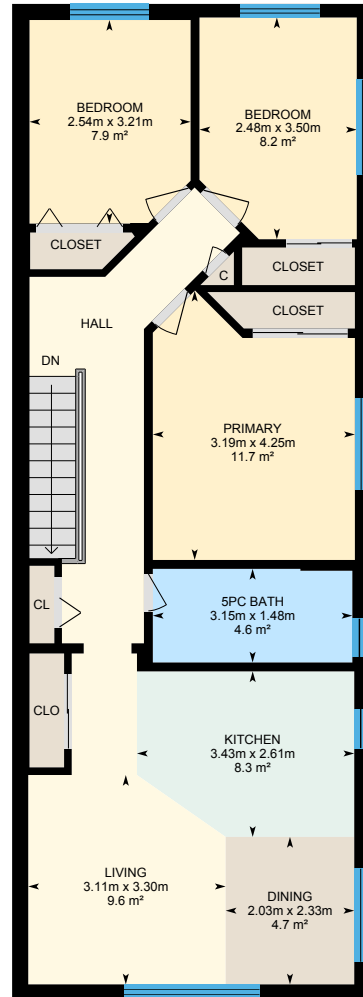 BEDROOM
2.54m x 3.21m
7.9 m²
BEDROOM
2.48m x 3.50m
8.2 m²
CLOSET
C
CLOSET
CLOSET
HALL
DN
PRIMARY
3.19m x 4.25m
11.7 m²
CL
5PC BATH
3.15m x 1.48m
4.6 m²
CLO
KITCHEN
3.43m x 2.61m
8.3 m²
LIVING
3.11m x 3.30m
9.6 m²
DINING
2.03m x 2.33m
4.7 m²